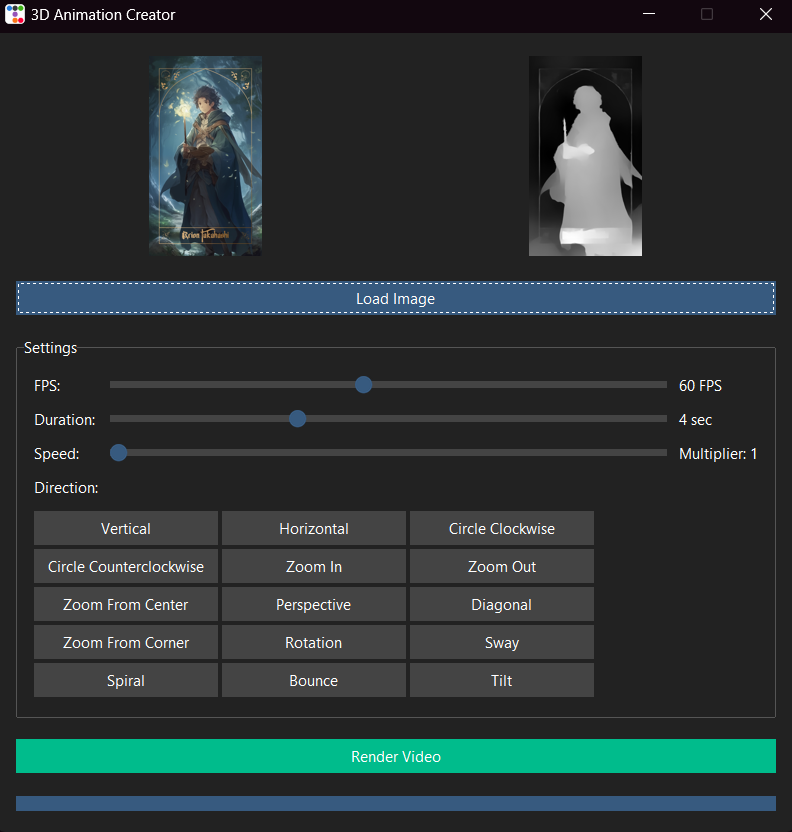 3D Animation Creator
Load Image
Settings
FPS: 60 FPS
Duration: 4 sec
Speed: Multiplier: 1
Direction:
Vertical Horizontal Circle Clockwise
Circle Counterclockwise Zoom In Zoom Out
Zoom From Center Perspective Diagonal
Zoom From Corner Rotation Sway
Spiral Bounce Tilt
Render Video